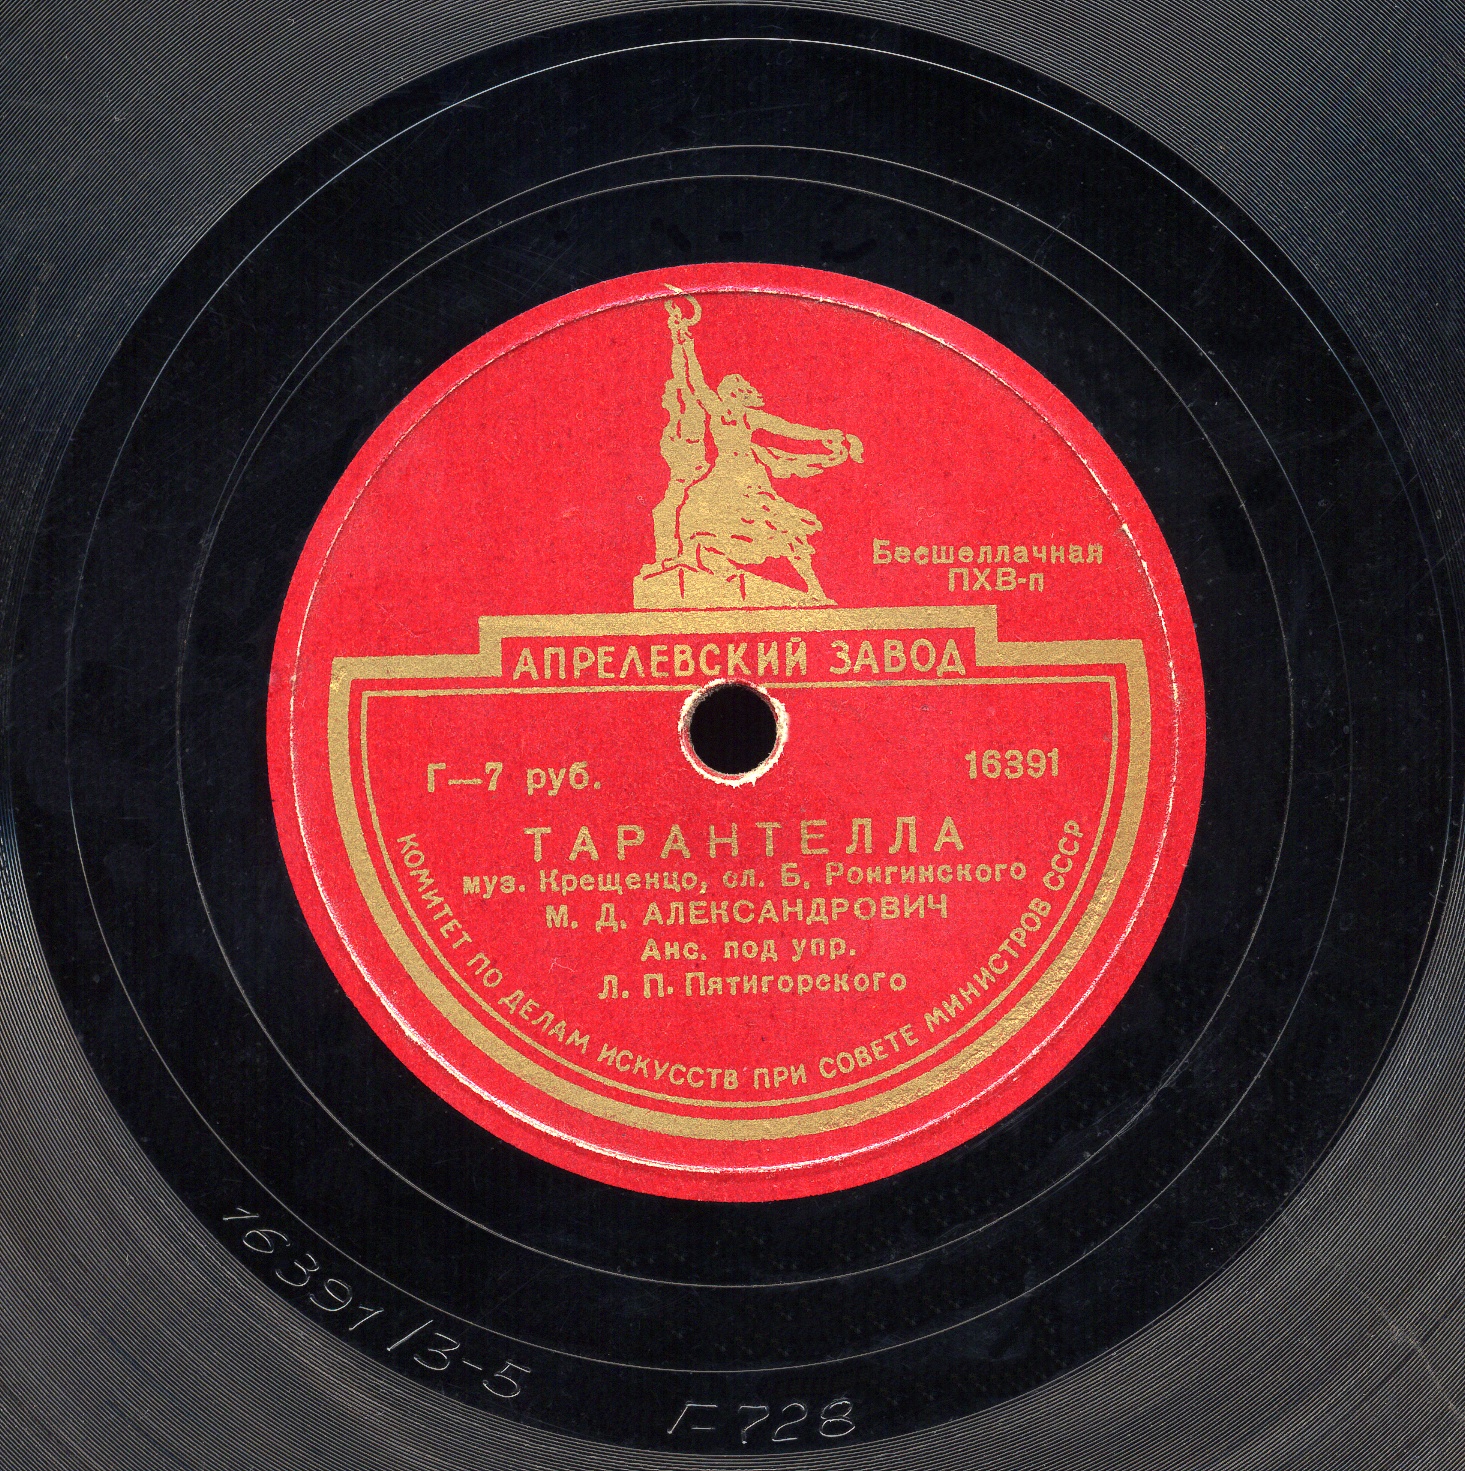 Бесшеллачная
ПХВ-п
АПРЕЛЕВСКИЙ ЗАВОД
Г—7 руб.
16391
ТАРАНТЕЛЛА
муз. Крещенцо, сл. Б. Ронгинского
М. Д. АЛЕКСАНДРОВИЧ
Анс. под упр.
Л. П. Пятигорского
КОМИТЕТ ПО ДЕЛАМ ИСКУССТВ ПРИ СОВЕТЕ МИНИСТРОВ СССР
16391/3-5
Г-728